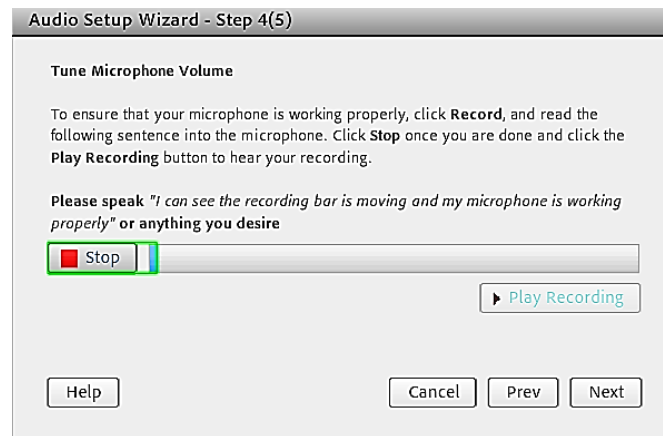 Audio Setup Wizard - Step 4(5)
Tune Microphone Volume
To ensure that your microphone is working properly, click Record, and read the
following sentence into the microphone. Click Stop once you are done and click the
Play Recording button to hear your recording.
Please speak "I can see the recording bar is moving and my microphone is working
properly" or anything you desire
Stop
Play Recording
Help Cancel Prev Next